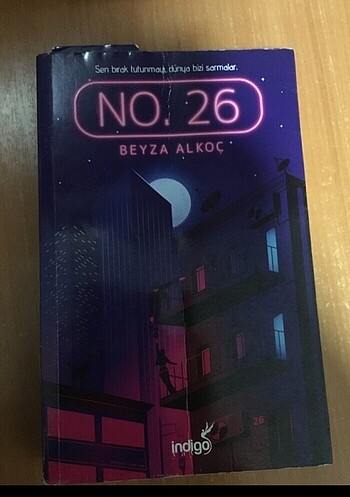 Sen bırak tutunmayı, dünya bizi sarmalar.
NO. 26
BEYZA ALKOÇ
26
indigo